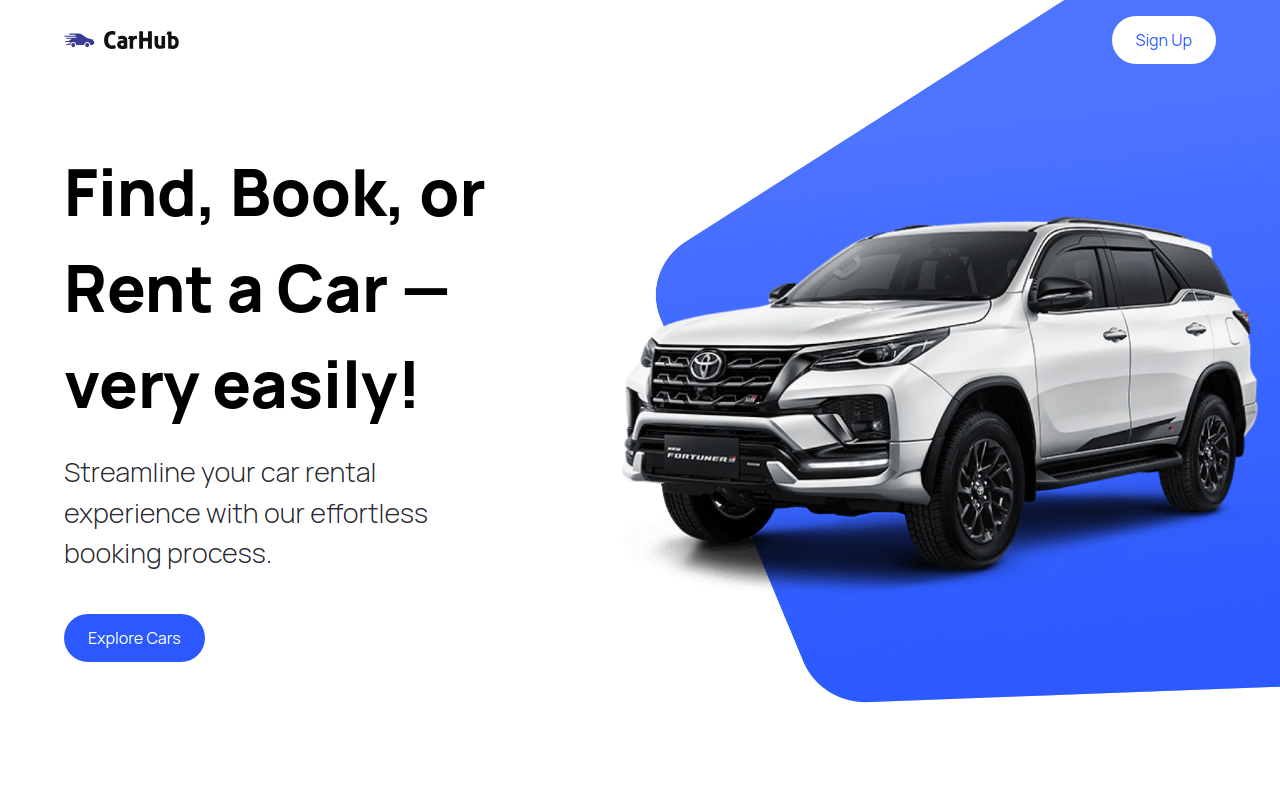 CarHub
Sign Up
Find, Book, or
Rent a Car —
very easily!
Streamline your car rental
experience with our effortless
booking process.
Explore Cars
NEW
FORTUNER